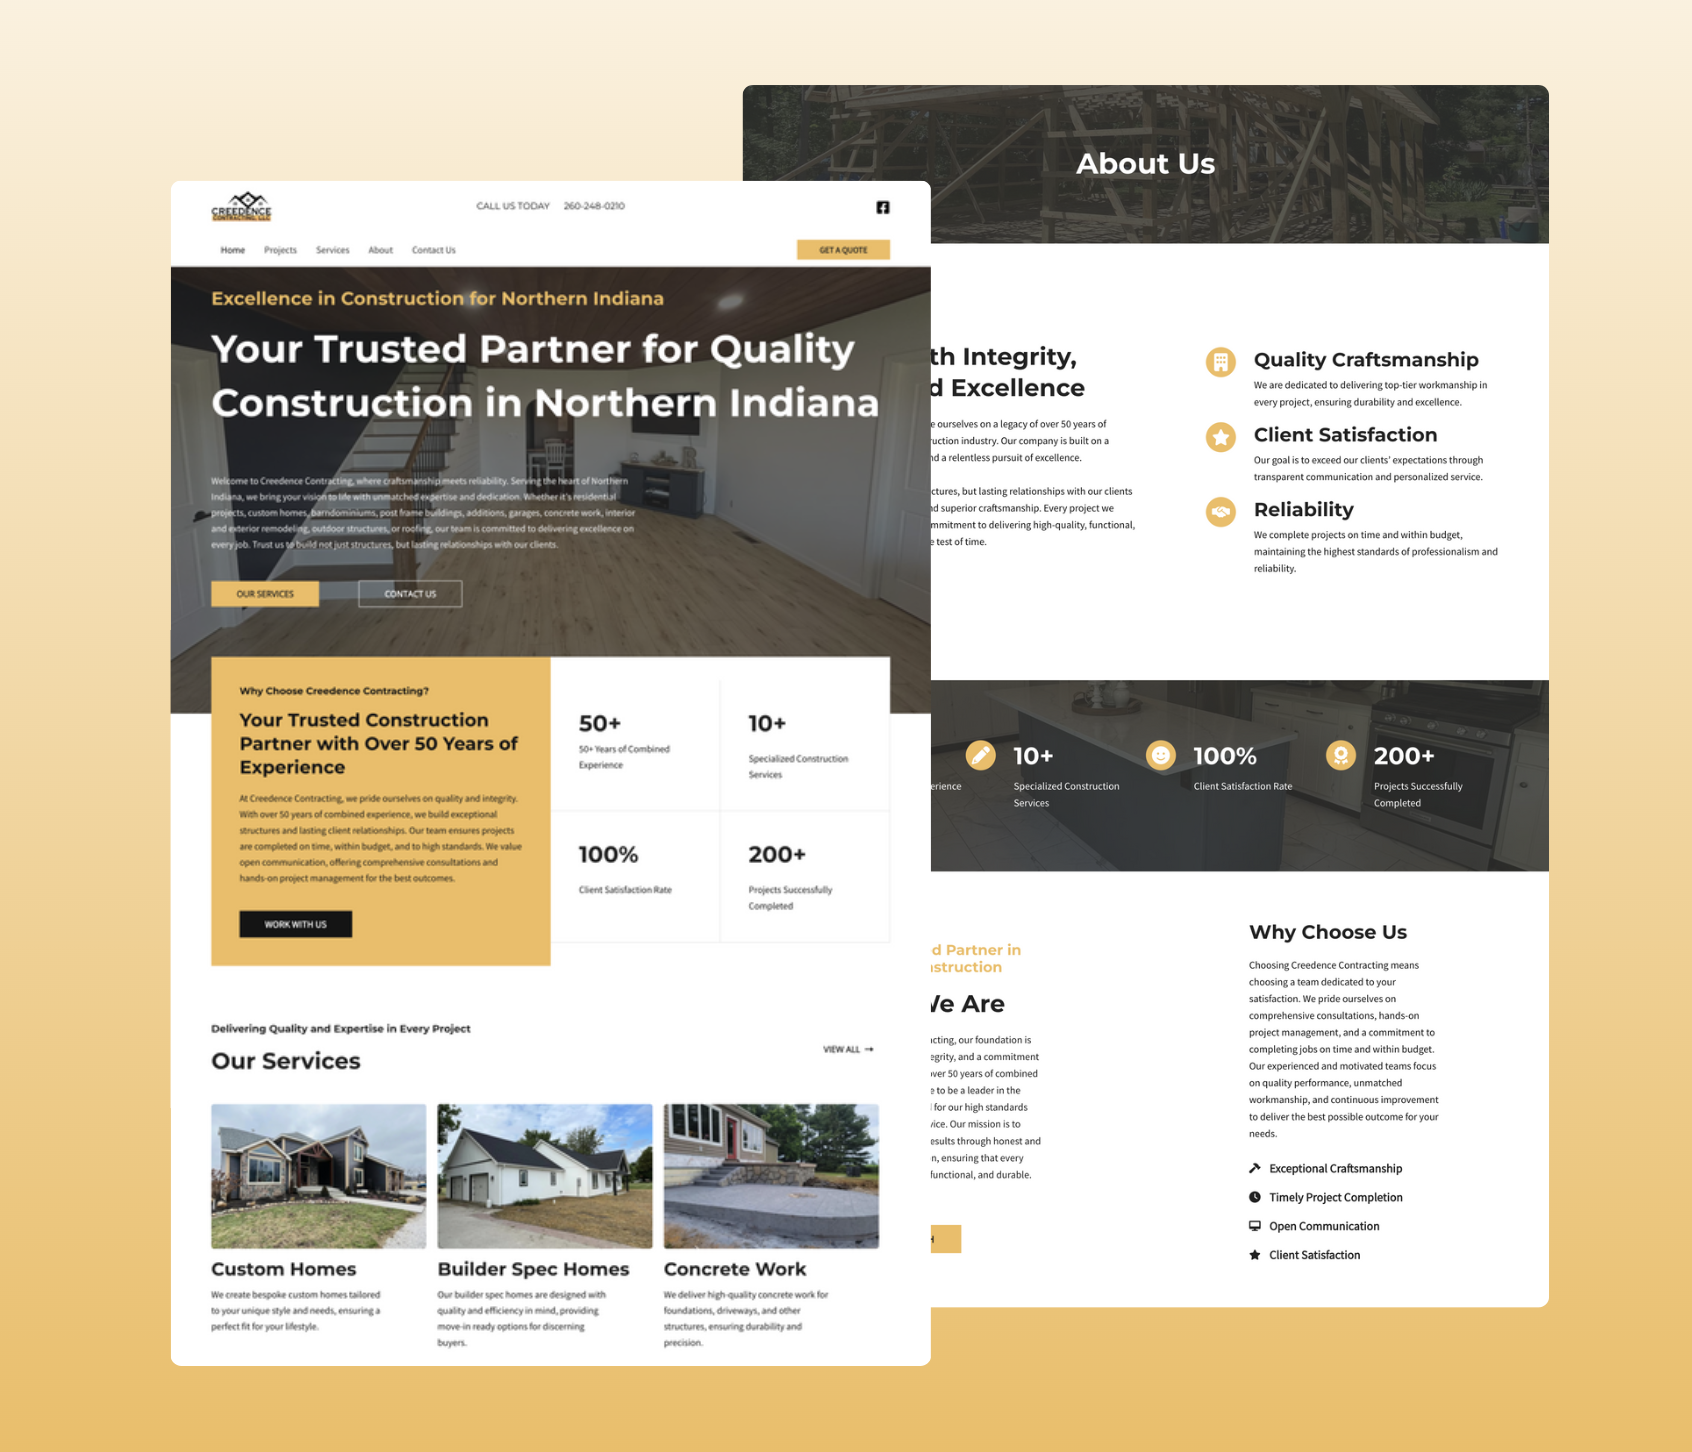 CREEDENCE
CONTRACTING, LLC
CALL US TODAY 260-248-0210
Home Projects Services About Contact Us
GET A QUOTE
Excellence in Construction for Northern Indiana
Your Trusted Partner for Quality
Construction in Northern Indiana
Welcome to Creedence Contracting, where craftsmanship meets reliability. Serving the heart of Northern
Indiana, we bring your vision to life with unmatched expertise and dedication. Whether it's residential
projects, custom homes, barndominiums, post frame buildings, additions, garages, concrete work, interior
and exterior remodeling, outdoor structures, or roofing, our team is committed to delivering excellence on
every job. Trust us to build not just structures, but lasting relationships with our clients.
OUR SERVICES
CONTACT US
Why Choose Creedence Contracting?
Your Trusted Construction
Partner with Over 50 Years of
Experience
At Creedence Contracting, we pride ourselves on quality and integrity.
With over 50 years of combined experience, we build exceptional
structures and lasting client relationships. Our team ensures projects
are completed on time, within budget, and to high standards. We value
open communication, offering comprehensive consultations and
hands-on project management for the best outcomes.
WORK WITH US
50+
50+ Years of Combined
Experience
10+
Specialized Construction
Services
100%
Client Satisfaction Rate
200+
Projects Successfully
Completed
Delivering Quality and Expertise in Every Project
Our Services
VIEW ALL →
Custom Homes
We create bespoke custom homes tailored
to your unique style and needs, ensuring a
perfect fit for your lifestyle.
Builder Spec Homes
Our builder spec homes are designed with
quality and efficiency in mind, providing
move-in ready options for discerning
buyers.
Concrete Work
We deliver high-quality concrete work for
foundations, driveways, and other
structures, ensuring durability and
precision.
About Us
th Integrity,
d Excellence
e ourselves on a legacy of over 50 years of
ruction industry. Our company is built on a
nd a relentless pursuit of excellence.
ctures, but lasting relationships with our clients
nd superior craftsmanship. Every project we
mmitment to delivering high-quality, functional,
e test of time.
Quality Craftsmanship
We are dedicated to delivering top-tier workmanship in
every project, ensuring durability and excellence.
Client Satisfaction
Our goal is to exceed our clients' expectations through
transparent communication and personalized service.
Reliability
We complete projects on time and within budget,
maintaining the highest standards of professionalism and
reliability.
erience
10+
Specialized Construction
Services
100%
Client Satisfaction Rate
200+
Projects Successfully
Completed
d Partner in
nstruction
We Are
acting, our foundation is
egrity, and a commitment
over 50 years of combined
e to be a leader in the
l for our high standards
vice. Our mission is to
esults through honest and
n, ensuring that every
functional, and durable.
H
Why Choose Us
Choosing Creedence Contracting means
choosing a team dedicated to your
satisfaction. We pride ourselves on
comprehensive consultations, hands-on
project management, and a commitment to
completing jobs on time and within budget.
Our experienced and motivated teams focus
on quality performance, unmatched
workmanship, and continuous improvement
to deliver the best possible outcome for your
needs.
Exceptional Craftsmanship
Timely Project Completion
Open Communication
Client Satisfaction